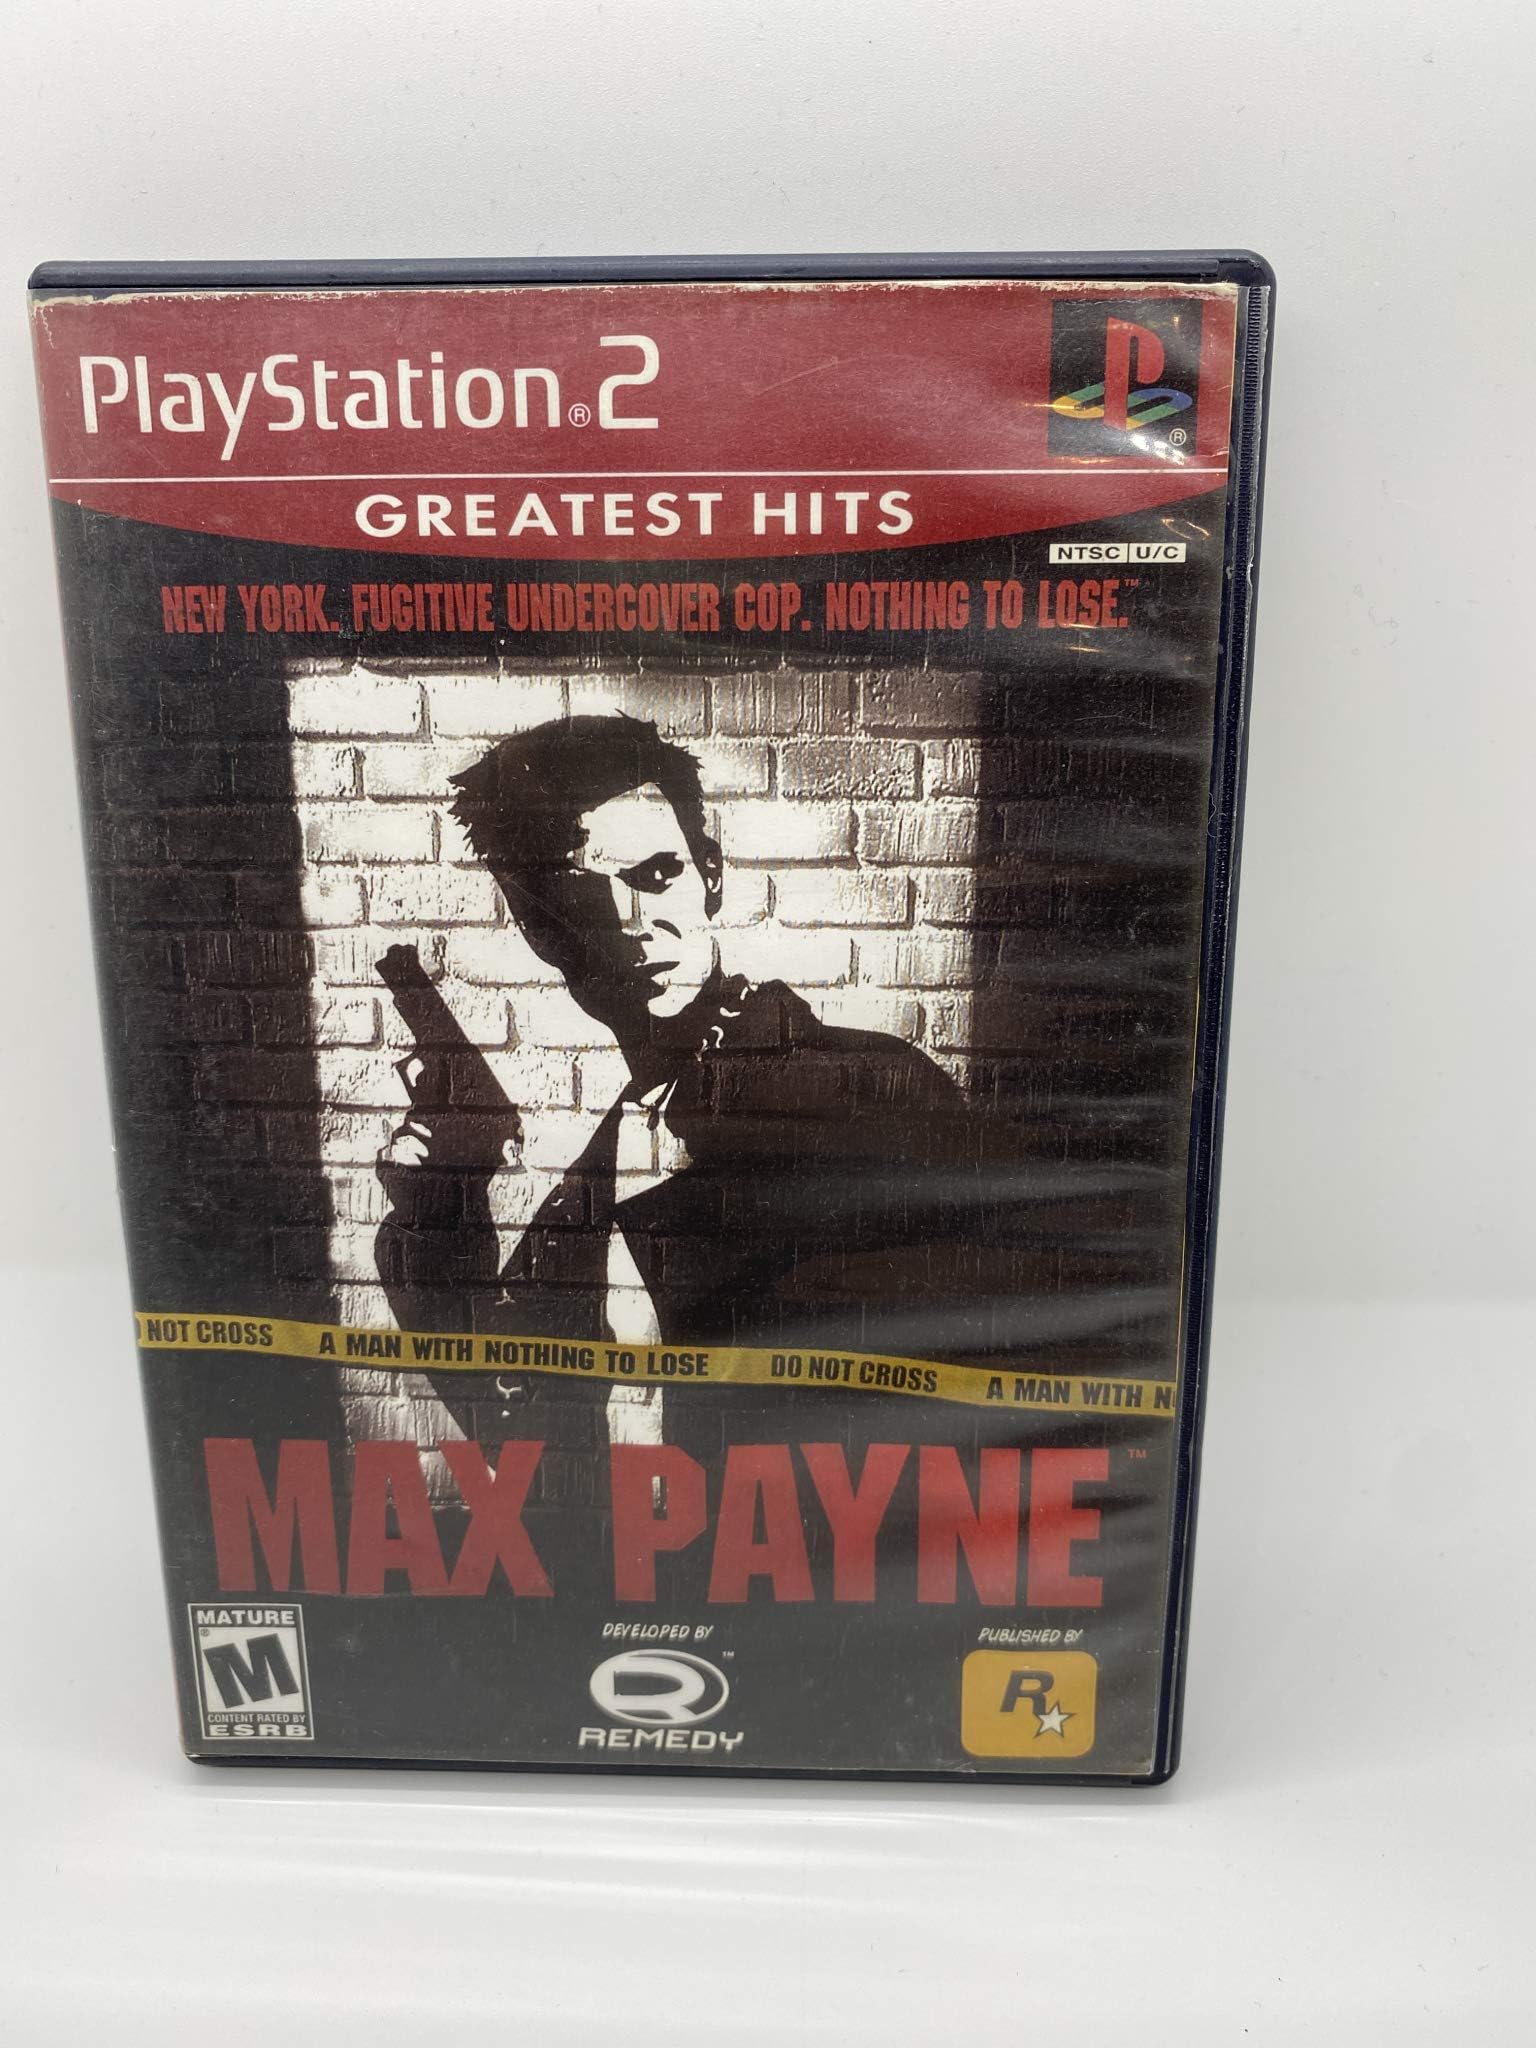 PlayStation®2
GREATEST HITS
NTSC U/C
NEW YORK. FUGITIVE UNDERCOVER COP. NOTHING TO LOSE.™
NOT CROSS A MAN WITH NOTHING TO LOSE DO NOT CROSS A MAN WITH
MAX PAYNE™
MATURE
M
CONTENT RATED BY
ESRB
DEVELOPED BY
REMEDY
PUBLISHED BY
R